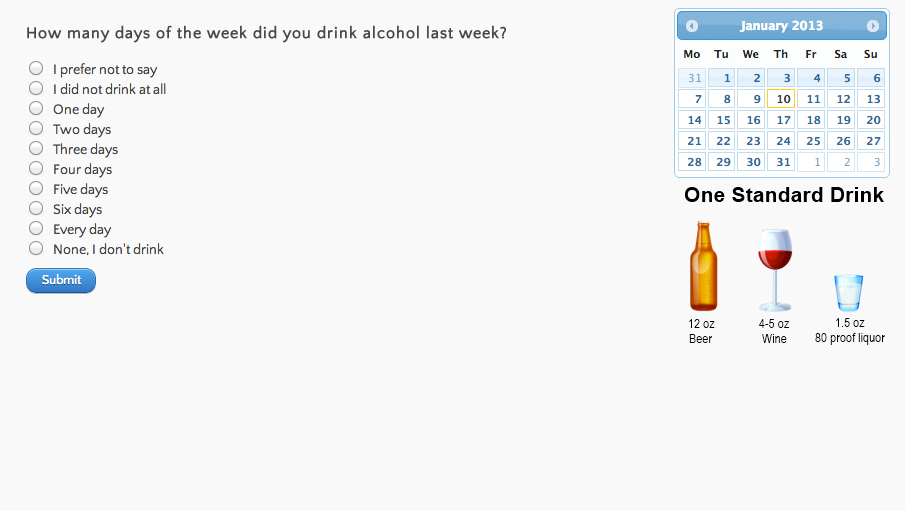 How many days of the week did you drink alcohol last week?
I prefer not to say
I did not drink at all
One day
Two days
Three days
Four days
Five days
Six days
Every day
None, I don't drink
Submit
January 2013
Mo Tu We Th Fr Sa Su
31 1 2 3 4 5 6
7 8 9 10 11 12 13
14 15 16 17 18 19 20
21 22 23 24 25 26 27
28 29 30 31 1 2 3
One Standard Drink
12 oz
Beer
4-5 oz
Wine
1.5 oz
80 proof liquor